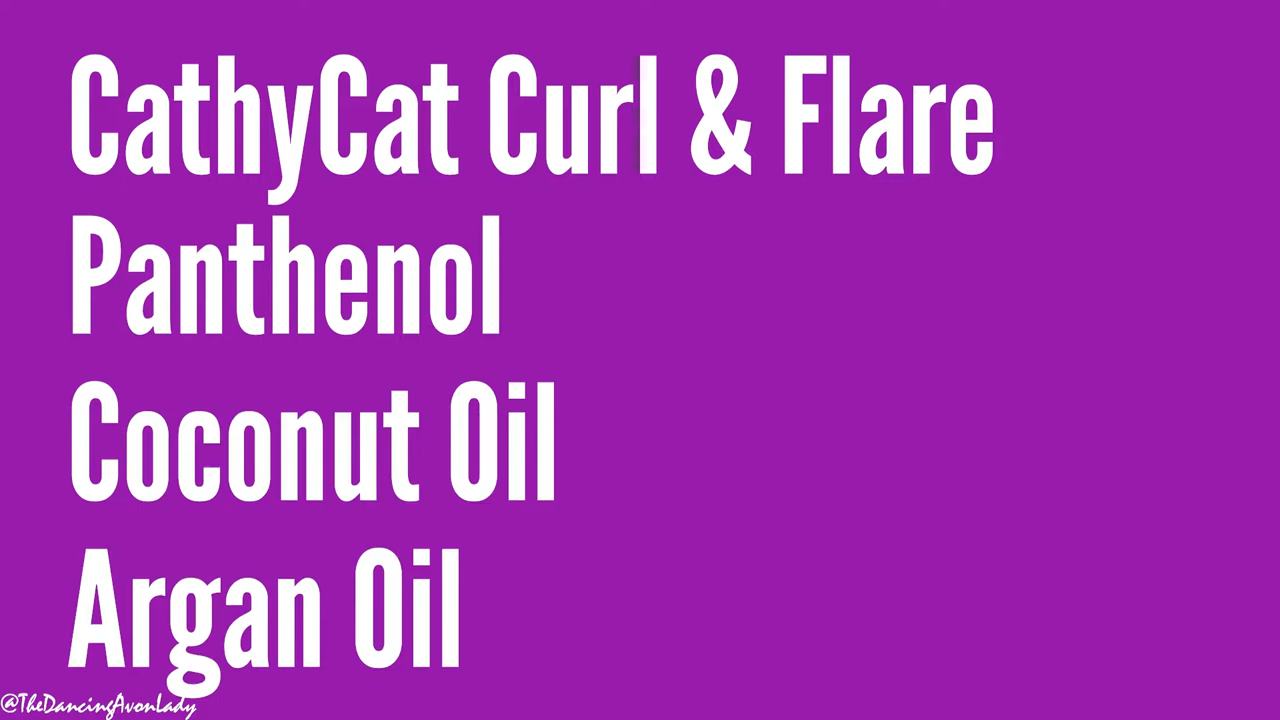 CathyCat Curl & Flare
Panthenol
Coconut Oil
Argan Oil
@TheDancingAvonLady